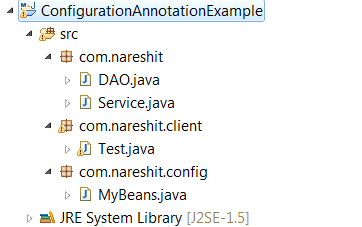 ConfigurationAnnotationExample
src
com.nareshit
DAO.java
Service.java
com.nareshit.client
Test.java
com.nareshit.config
MyBeans.java
JRE System Library [J2SE-1.5]